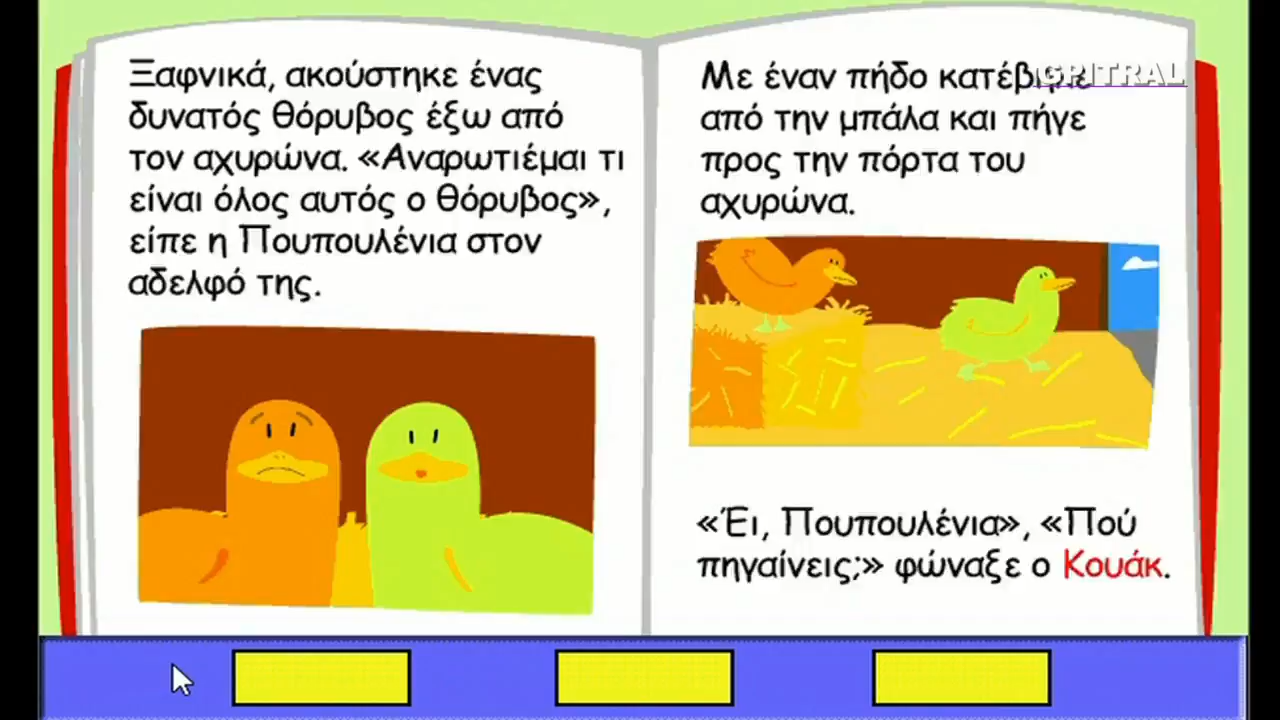 Ξαφνικά, ακούστηκε ένας
δυνατός θόρυβος έξω από
τον αχυρώνα. «Αναρωτιέμαι τι
είναι όλος αυτός ο θόρυβος»,
είπε η Πουπουλένια στον
αδελφό της.
Με έναν πήδο κατέβηκε
από την μπάλα και πήγε
προς την πόρτα του
αχυρώνα.
«Έι, Πουπουλένια», «Πού
πηγαίνεις;» φώναξε ο Κουάκ.
GPITRAL